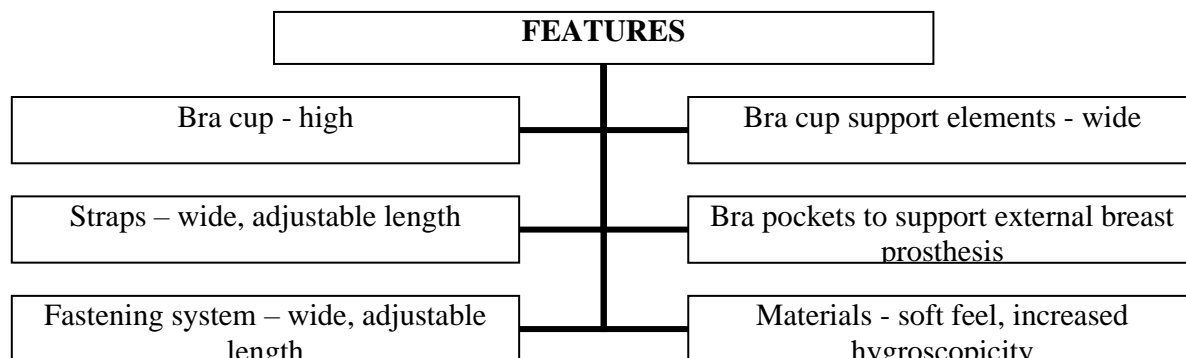 FEATURES
Bra cup - high
Bra cup support elements - wide
Straps – wide, adjustable length
Bra pockets to support external breast
prosthesis
Fastening system – wide, adjustable
length
Materials - soft feel, increased
hygroscopicity